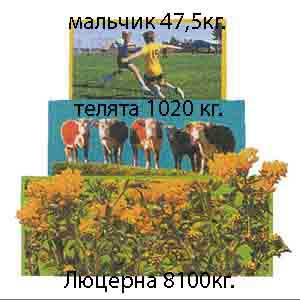 мальчик 47,5кг.
телята 1020 кг.
Люцерна 8100кг.